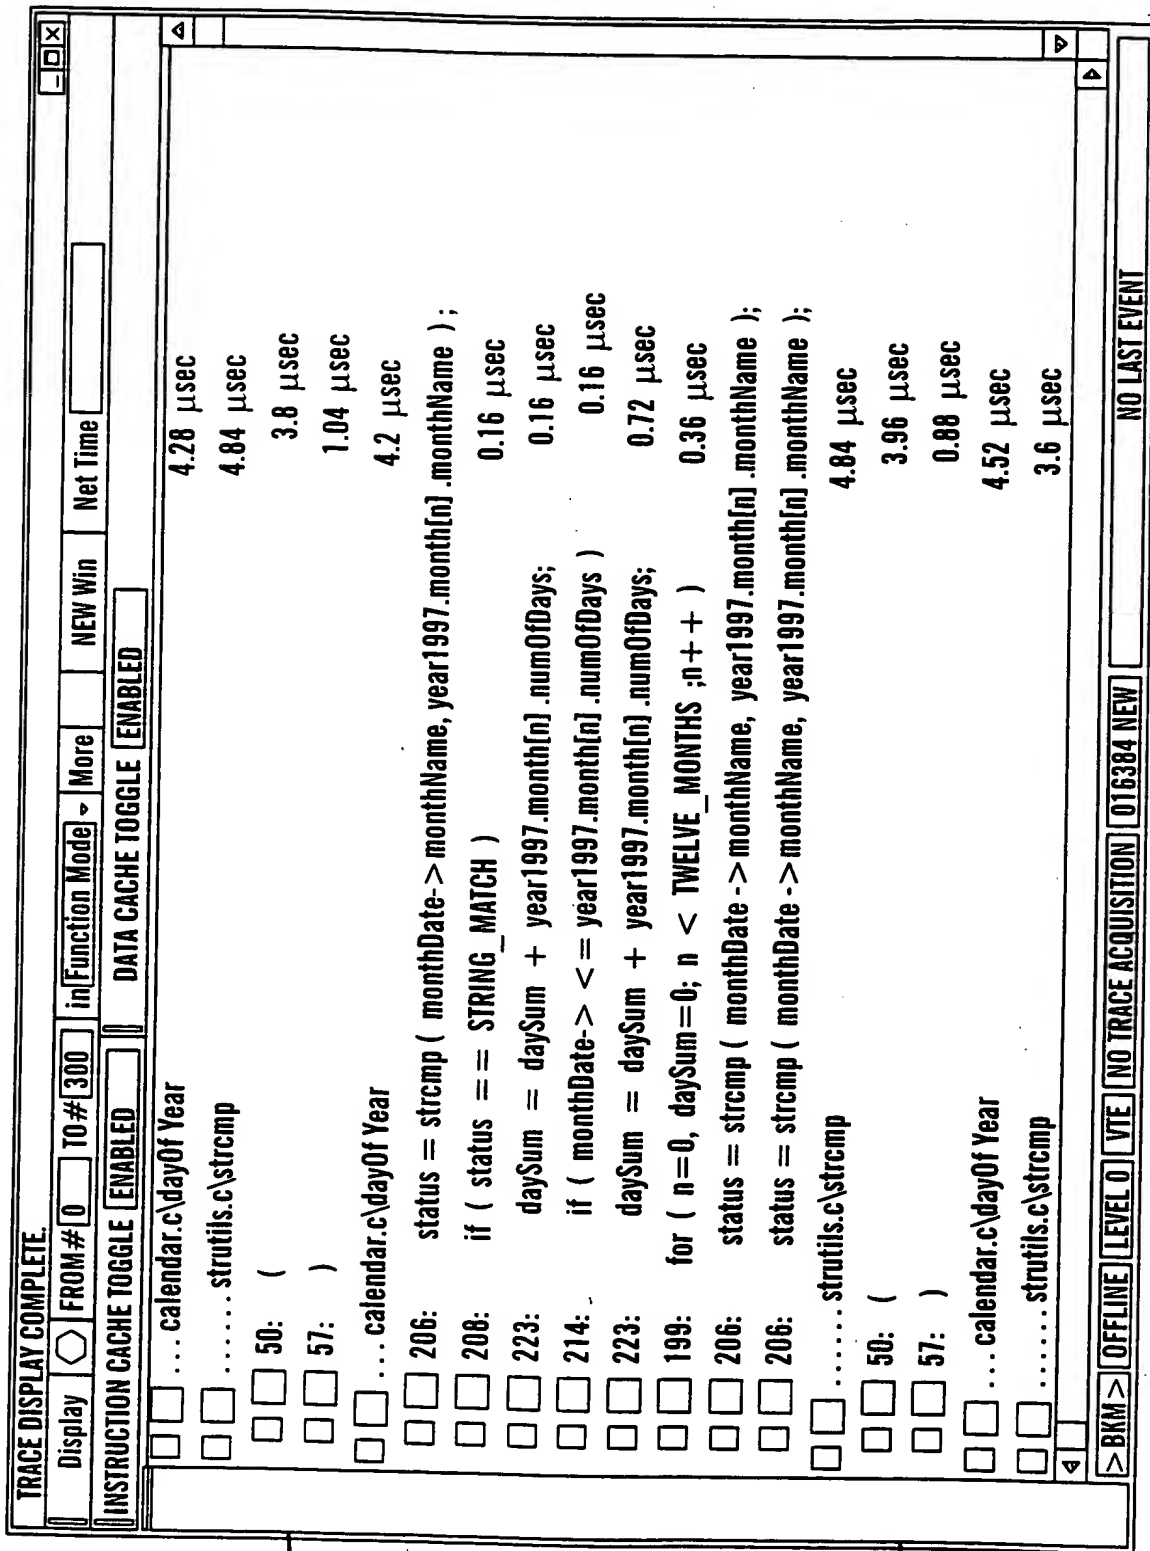 TRACE DISPLAY COMPLETE.
Display FROM# 0 TO# 300 in Function Model More NEW Win Net Time
INSTRUCTION CACHE TOGGLE ENABLED DATA CACHE TOGGLE ENABLED
.... calendar.c\dayOf Year 4.28 μsec
....... strutils.c\strcmp 4.84 μsec
50: ( 3.8 μsec
57: ) 1.04 μsec
... calendar.c\dayOf Year 4.2 μsec
206: status = strcmp ( monthDate->monthName, year1997.month[n] .monthName );
208: if ( status == STRING_MATCH ) 0.16 μsec
223: daySum = daySum + year1997.month[n] .numOfDays; 0.16 μsec
214: if ( monthDate-> <= year1997.month[n] .numOfDays ) 0.16 μsec
223: daySum = daySum + year1997.month[n] .numOfDays; 0.72 μsec
199: for ( n=0, daySum=0; n < TWELVE_MONTHS ;n++ ) 0.36 μsec
206: status = strcmp ( monthDate ->monthName, year1997.month[n] .monthName );
206: status = strcmp ( monthDate ->monthName, year1997.month[n] .monthName );
....... strutils.c\strcmp 4.84 μsec
50: ( 3.96 μsec
57: ) 0.88 μsec
....calendar.c\dayOf Year 4.52 μsec
....... strutils.c\strcmp 3.6 μsec
>BKM> OFFLINE LEVEL 0 VTE NO TRACE ACQUISITION 016384 NEW NO LAST EVENT